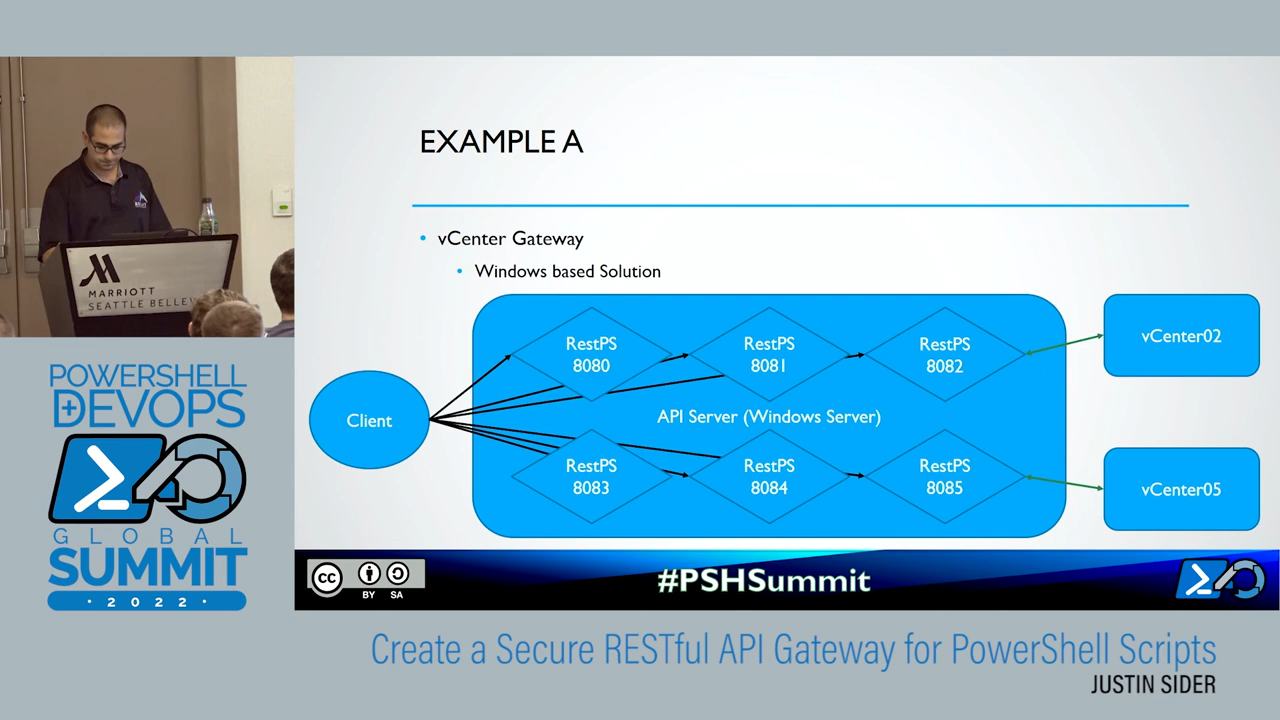 EXAMPLE A
vCenter Gateway
Windows based Solution
RestPS
8080
RestPS
8081
RestPS
8082
vCenter02
Client
API Server (Windows Server)
RestPS
8083
RestPS
8084
RestPS
8085
vCenter05
MARRIOTT
SEATTLE BELLEV
POWERSHELL
+DEVOPS
GLOBAL
SUMMIT
· 2022 ·
cc
BY SA
#PSHSummit
Create a Secure RESTful API Gateway for PowerShell Scripts
JUSTIN SIDER